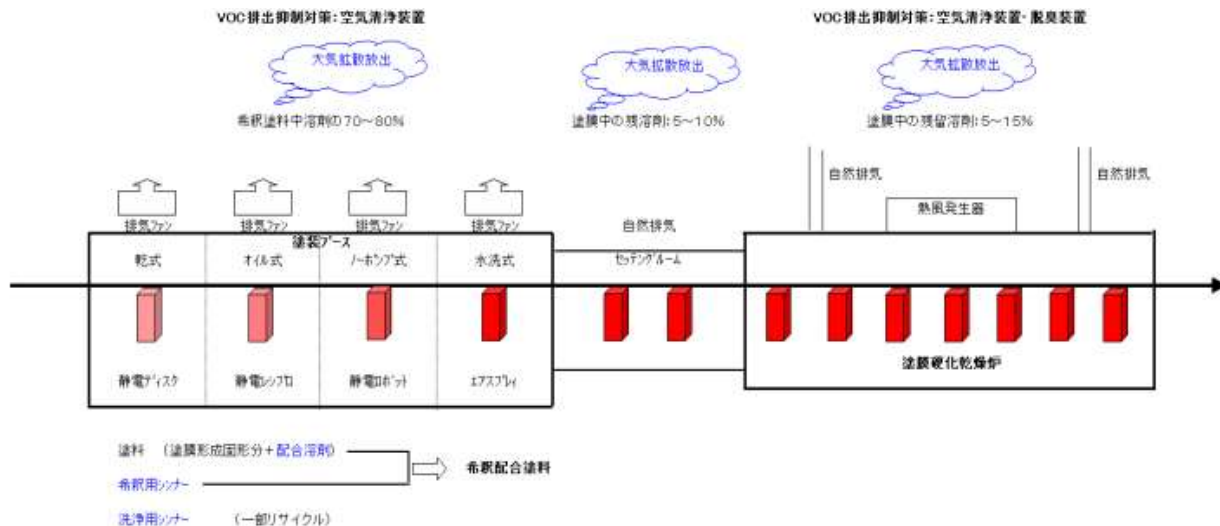 VOC排出抑制対策:空気清浄装置
VOC排出抑制対策:空気清浄装置・脱臭装置
大気拡散放出
大気拡散放出
大気拡散放出
希釈塗料中溶剤の70～80%
塗膜中の残溶剤:5～10%
塗膜中の残留溶剤:5～15%
自然排気
自然排気
熱風発生器
排気ファン
排気ファン
排気ファン
排気ファン
自然排気
塗装ブース
乾式
オイル式
ノーポンプ式
水洗式
セッテングルーム
塗膜硬化乾燥炉
静電ディスク
静電レシプロ
静電ロボット
エアスプレイ
塗料 (塗膜形成固形分+配合溶剤)
希釈配合塗料
希釈用シンナー
洗浄用シンナー (一部リサイクル)